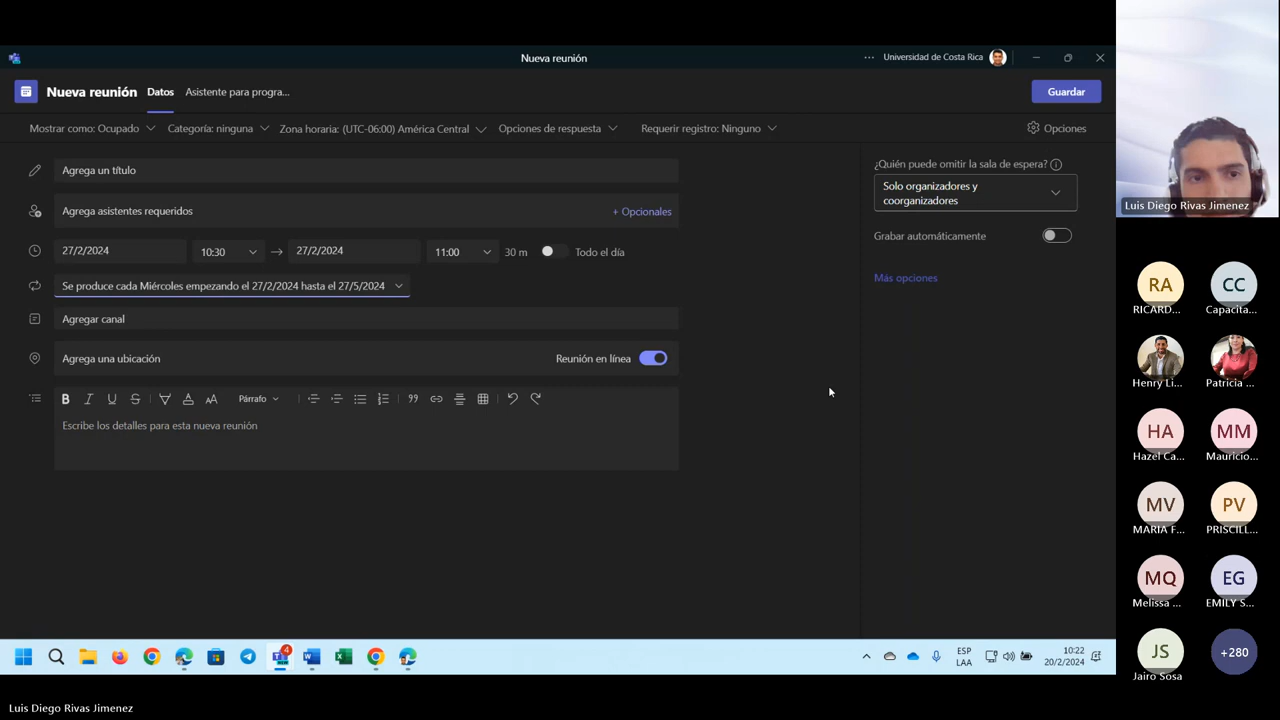 Nueva reunión
Universidad de Costa Rica
Nueva reunión
Datos
Asistente para progra...
Guardar
Mostrar como: Ocupado
Categoría: ninguna
Zona horaria: (UTC-06:00) América Central
Opciones de respuesta
Requerir registro: Ninguno
Opciones
Agrega un título
Agrega asistentes requeridos
+ Opcionales
27/2/2024
10:30
27/2/2024
11:00
30 m
Todo el día
Se produce cada Miércoles empezando el 27/2/2024 hasta el 27/5/2024
Agregar canal
Agrega una ubicación
Reunión en línea
B I U S
AA
Párrafo
Escribe los detalles para esta nueva reunión
¿Quién puede omitir la sala de espera?
Solo organizadores y
coorganizadores
Grabar automáticamente
Más opciones
Luis Diego Rivas Jimenez
RA
RICARD...
CC
Capacita...
Henry Li...
Patricia ...
HA
Hazel Ca...
MM
Mauricio...
MV
MARIA F...
PV
PRISCILL...
MQ
Melissa ...
EG
EMILY S...
JS
Jairo Sosa
+280
4
ESP
LAA
10:22
20/2/2024
Luis Diego Rivas Jimenez